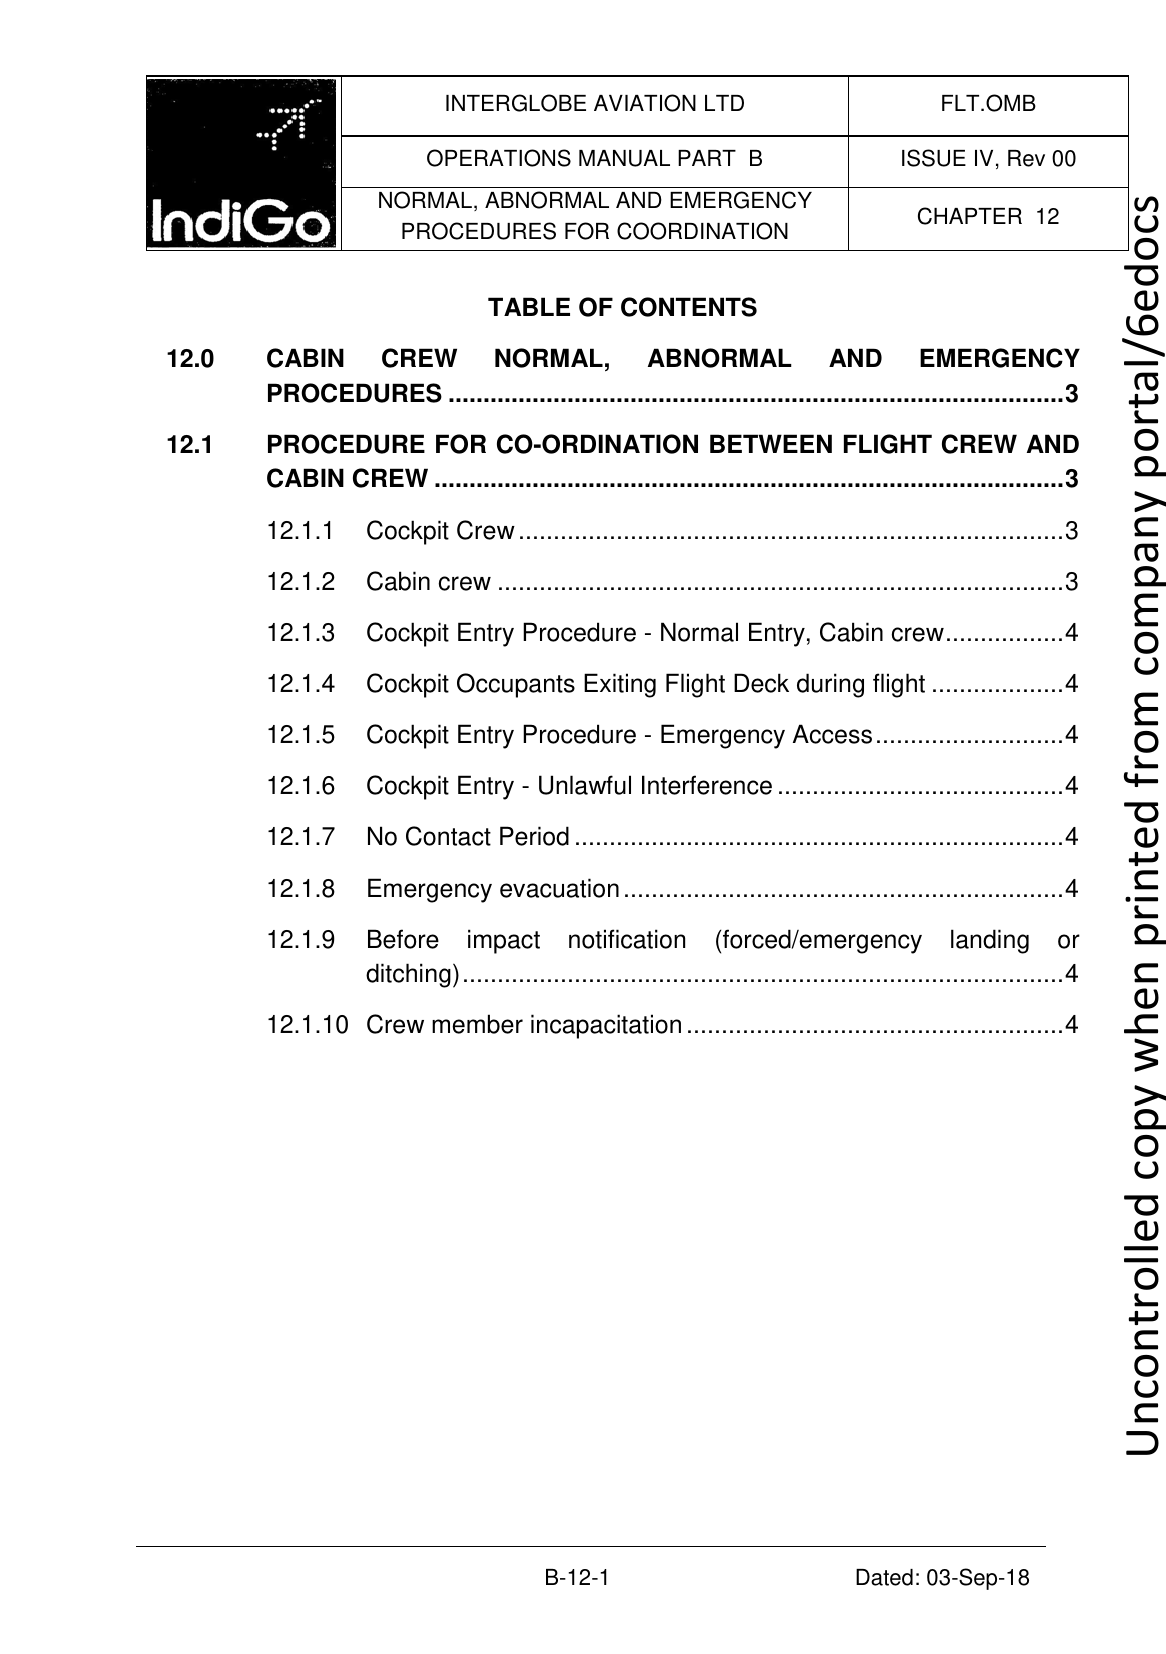 IndiGo
INTERGLOBE AVIATION LTD
FLT.OMB
OPERATIONS MANUAL PART B
ISSUE IV, Rev 00
NORMAL, ABNORMAL AND EMERGENCY
PROCEDURES FOR COORDINATION
CHAPTER 12
TABLE OF CONTENTS
12.0 CABIN CREW NORMAL, ABNORMAL AND EMERGENCY
PROCEDURES ........................................................................................3
12.1 PROCEDURE FOR CO-ORDINATION BETWEEN FLIGHT CREW AND
CABIN CREW ..........................................................................................3
12.1.1 Cockpit Crew..............................................................................3
12.1.2 Cabin crew .................................................................................3
12.1.3 Cockpit Entry Procedure - Normal Entry, Cabin crew.................4
12.1.4 Cockpit Occupants Exiting Flight Deck during flight ...................4
12.1.5 Cockpit Entry Procedure - Emergency Access...........................4
12.1.6 Cockpit Entry - Unlawful Interference .........................................4
12.1.7 No Contact Period ......................................................................4
12.1.8 Emergency evacuation...............................................................4
12.1.9 Before impact notification (forced/emergency landing or
ditching)......................................................................................4
12.1.10 Crew member incapacitation ......................................................4
Uncontrolled copy when printed from company portal/6edocs
B-12-1
Dated: 03-Sep-18